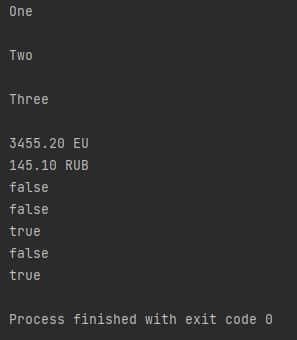 One
Two
Three
3455.20 EU
145.10 RUB
false
false
true
false
true
Process finished with exit code 0